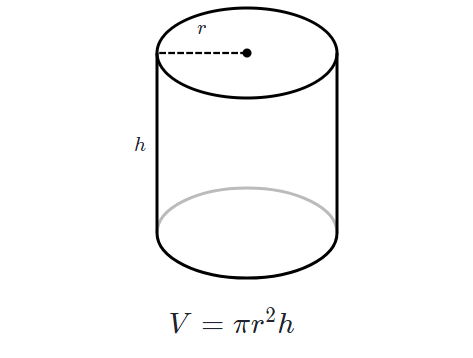 r
h
V = πr²h